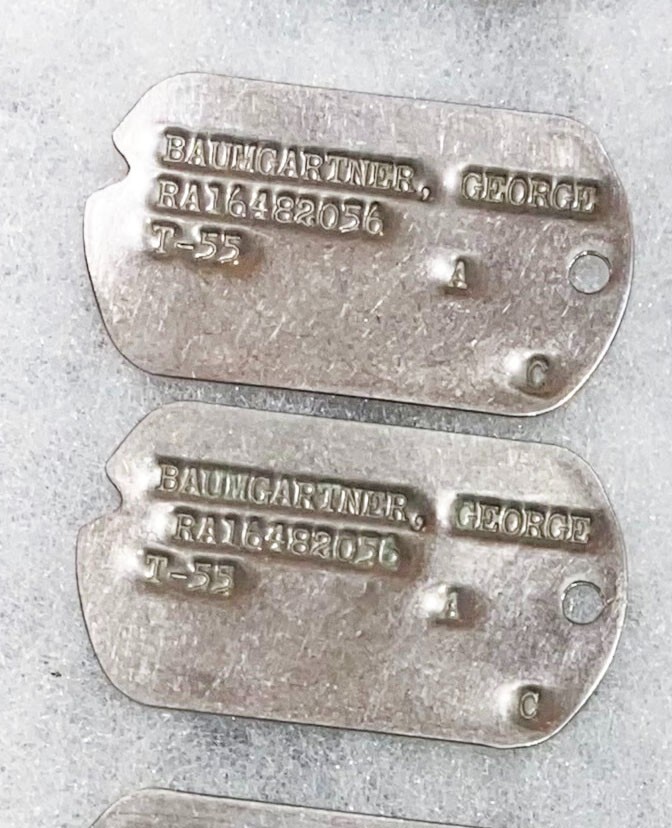 BAUMGARTNER, GEORGE
RA16482056
T-55
A
C
BAUMGARTNER, GEORGE
RA16482056
T-55
A
C